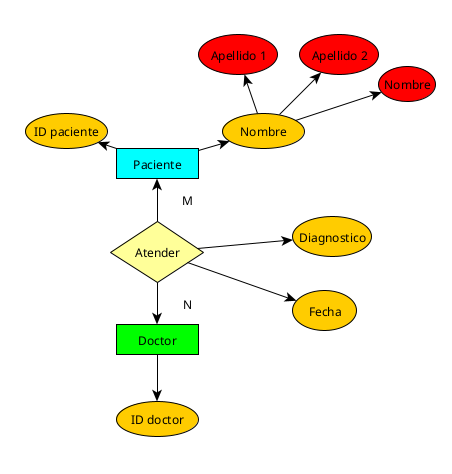 Apellido 1
Apellido 2
Nombre
ID paciente
Nombre
Paciente
M
Diagnostico
Atender
N
Fecha
Doctor
ID doctor